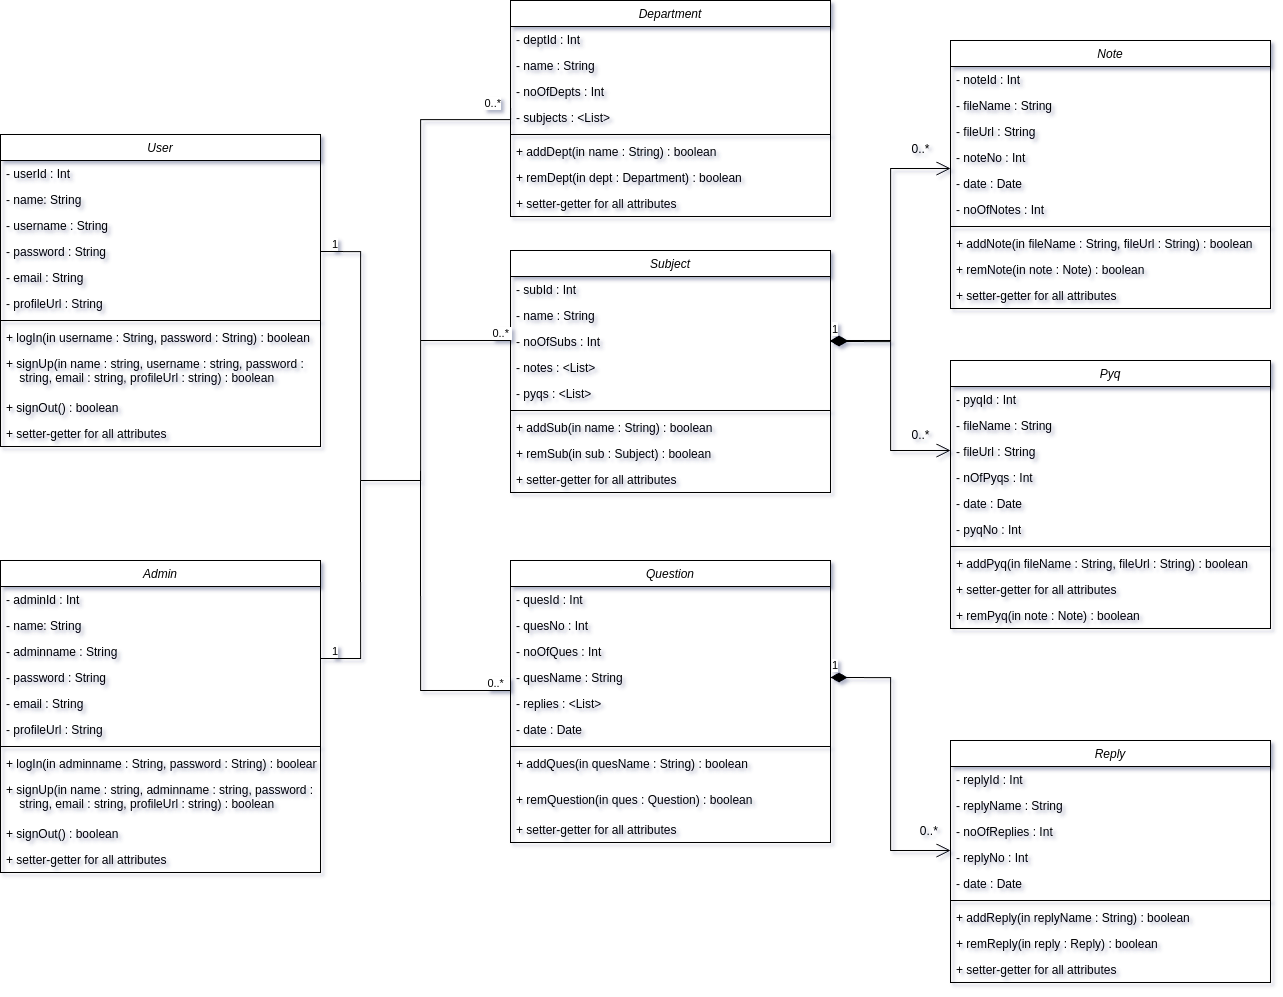 User
- userId : Int
- name: String
- username : String
- password : String
- email : String
- profileUrl : String
+ logIn(in username : String, password : String) : boolean
+ signUp(in name : string, username : string, password :
string, email : string, profileUrl : string) : boolean
+ signOut() : boolean
+ setter-getter for all attributes
1
Admin
- adminId : Int
- name: String
- adminname : String
- password : String
- email : String
- profileUrl : String
+ logIn(in adminname : String, password : String) : boolear
+ signUp(in name : string, adminname : string, password :
string, email : string, profileUrl : string) : boolean
+ signOut() : boolean
+ setter-getter for all attributes
1
Department
- deptId : Int
- name : String
- noOfDepts : Int
- subjects : <List>
+ addDept(in name : String) : boolean
+ remDept(in dept : Department) : boolean
+ setter-getter for all attributes
0..*
Subject
- subId : Int
- name : String
- noOfSubs : Int
- notes : <List>
- pyqs : <List>
+ addSub(in name : String) : boolean
+ remSub(in sub : Subject) : boolean
+ setter-getter for all attributes
0..*
1
Question
- quesId : Int
- quesNo : Int
- noOfQues : Int
- quesName : String
- replies : <List>
- date : Date
+ addQues(in quesName : String) : boolean
+ remQuestion(in ques : Question) : boolean
+ setter-getter for all attributes
0..*
1
Note
- noteId : Int
- fileName : String
- fileUrl : String
- noteNo : Int
- date : Date
- noOfNotes : Int
+ addNote(in fileName : String, fileUrl : String) : boolean
+ remNote(in note : Note) : boolean
+ setter-getter for all attributes
0..*
Pyq
- pyqId : Int
- fileName : String
- fileUrl : String
- nOfPyqs : Int
- date : Date
- pyqNo : Int
+ addPyq(in fileName : String, fileUrl : String) : boolean
+ setter-getter for all attributes
+ remPyq(in note : Note) : boolean
0..*
Reply
- replyId : Int
- replyName : String
- noOfReplies : Int
- replyNo : Int
- date : Date
+ addReply(in replyName : String) : boolean
+ remReply(in reply : Reply) : boolean
+ setter-getter for all attributes
0..*